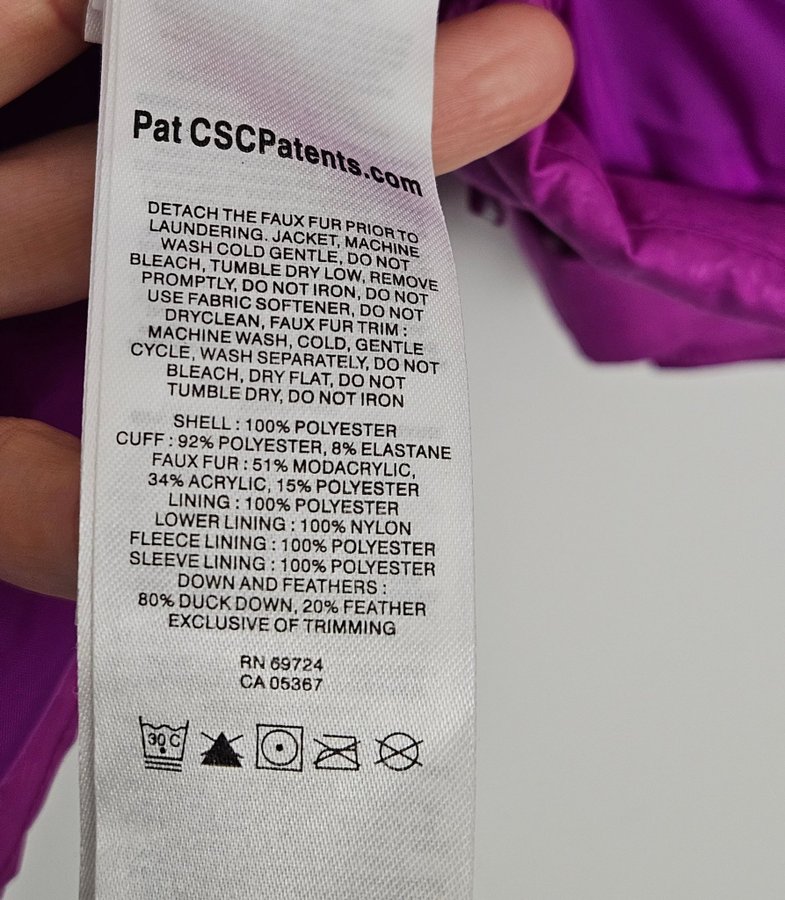 Pat CSCPatents.com
DETACH THE FAUX FUR PRIOR TO
LAUNDERING. JACKET, MACHINE
WASH COLD GENTLE, DO NOT
BLEACH, TUMBLE DRY LOW, REMOVE
PROMPTLY, DO NOT IRON, DO NOT
USE FABRIC SOFTENER, DO NOT
DRYCLEAN, FAUX FUR TRIM :
MACHINE WASH, COLD, GENTLE
CYCLE, WASH SEPARATELY, DO NOT
BLEACH, DRY FLAT, DO NOT
TUMBLE DRY, DO NOT IRON
SHELL : 100% POLYESTER
CUFF : 92% POLYESTER, 8% ELASTANE
FAUX FUR : 51% MODACRYLIC,
34% ACRYLIC, 15% POLYESTER
LINING : 100% POLYESTER
LOWER LINING : 100% NYLON
FLEECE LINING : 100% POLYESTER
SLEEVE LINING : 100% POLYESTER
DOWN AND FEATHERS :
80% DUCK DOWN, 20% FEATHER
EXCLUSIVE OF TRIMMING
RN 69724
CA 05367
30 C